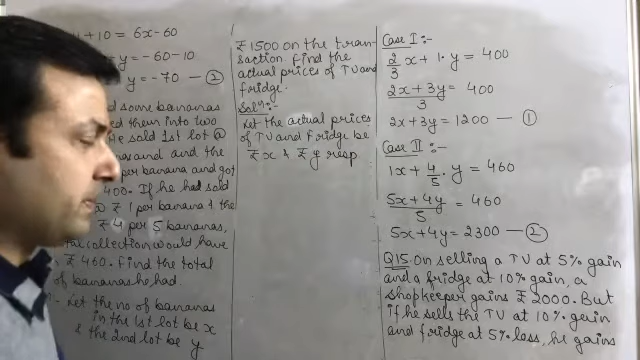 y + 10 = 6x - 60
y = -60 - 10
y = -70 — ②
some bananas
them into two
He sold 1st lot @
and the
per bananas and got
400. If he had sold
@ ₹ 1 per banana & the
₹ 4 per 5 bananas,
collection would have
₹ 460. Find the total
of bananas he had.
Let the no of bananas
in the 1st lot be x
& the 2nd lot be y
₹ 1500 on the tran-
saction find the
actual prices of TV and
fridge.
Soln:-
Let the actual prices
of TV and fridge be
₹ x & ₹ y resp
Case I :-
2/3 x + 1·y = 400
2x + 3y / 3 = 400
2x + 3y = 1200 — ①
Case II :-
1x + 4/5 · y = 460
5x + 4y / 5 = 460
5x + 4y = 2300 — ②
Q15. On selling a TV at 5% gain
and a fridge at 10% gain, a
shopkeeper gains ₹ 2000. But
if he sells the TV at 10% gain
and fridge at 5% loss, he gains